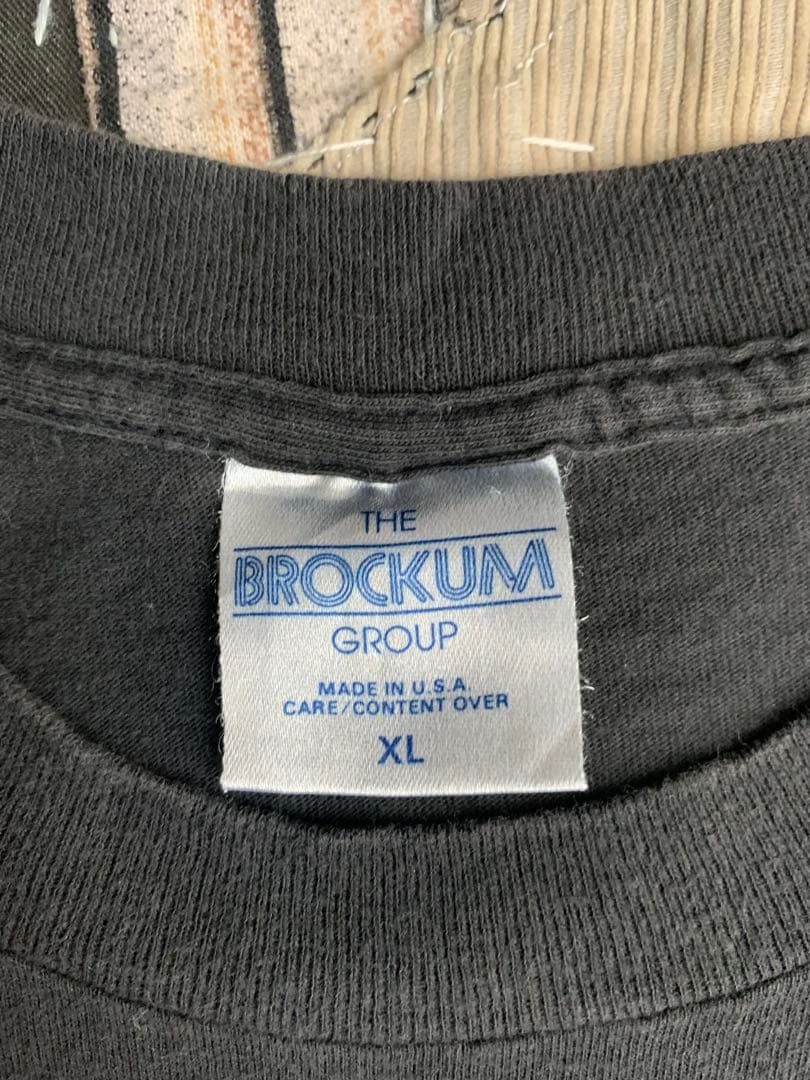 THE
BROCKUM
GROUP
MADE IN U.S.A.
CARE/CONTENT OVER
XL